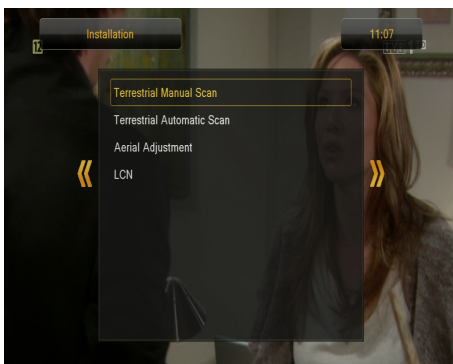 Installation
11:07
Terrestrial Manual Scan
Terrestrial Automatic Scan
Aerial Adjustment
LCN